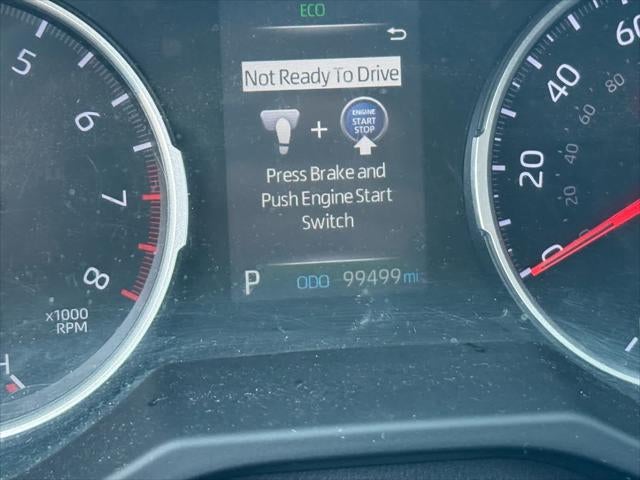 ECO
Not Ready To Drive
ENGINE
START
STOP
+
Press Brake and
Push Engine Start
Switch
P ODO 99499 mi
5
6
7
8
x1000
RPM
H
60
40
20
0
80
60
40
20